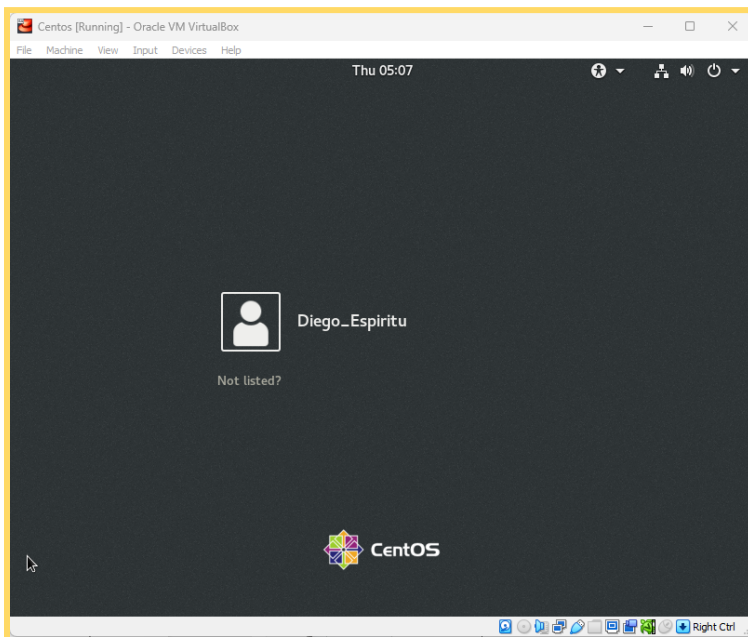 Centos [Running] - Oracle VM VirtualBox
File Machine View Input Devices Help
Thu 05:07
Diego_Espiritu
Not listed?
CentOS
Right Ctrl